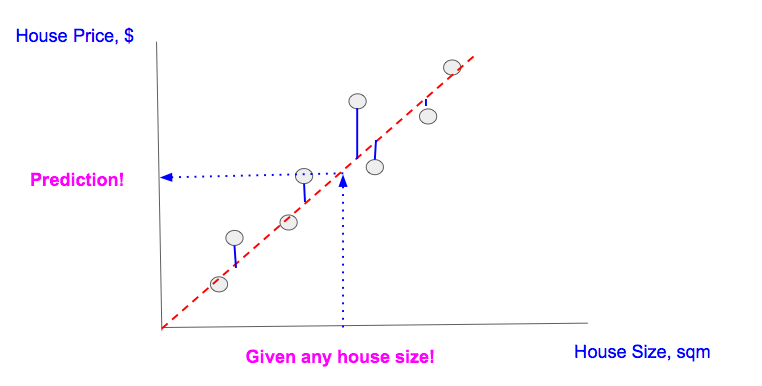 House Price, $
Prediction!
Given any house size!
House Size, sqm